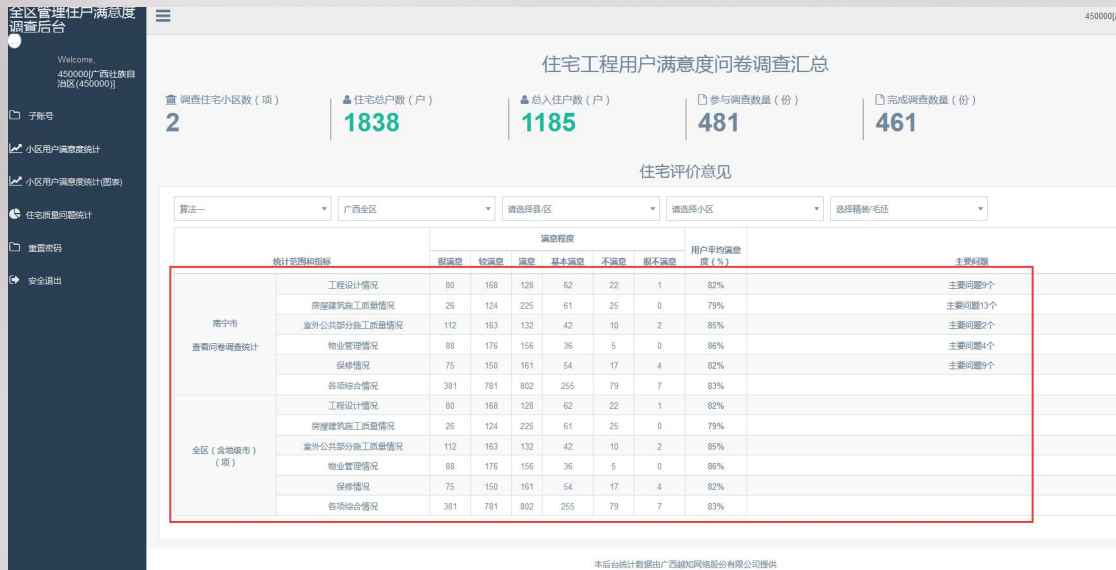 全区管理住户满意度
调查后台
Welcome,
450000[广西壮族自
治区(450000)]
子账号
小区用户满意度统计
小区用户满意度统计(图表)
住宅质量问题统计
重置密码
安全退出
住宅工程用户满意度问卷调查汇总
调查住宅小区数(项) 住宅总户数(户) 总入住户数(户) 参与调查数量(份) 完成调查数量(份)
2 1838 1185 481 461
住宅评价意见
算法一 广西全区 请选择县/区 请选择小区 选择精装/毛坯
统计范围和指标 满意程度 用户平均满意度(%) 主要问题
很满意 较满意 满意 基本满意 不满意 很不满意
南宁市
查看问卷调查统计
工程设计情况 80 168 128 62 22 1 82% 主要问题9个
房屋建筑施工质量情况 26 124 225 61 25 0 79% 主要问题13个
室外公共部分施工质量情况 112 163 132 42 10 2 85% 主要问题2个
物业管理情况 88 176 156 36 5 0 86% 主要问题4个
保修情况 75 150 161 54 17 4 82% 主要问题9个
各项综合情况 381 781 802 255 79 7 83%
全区(含地级市)
(项)
工程设计情况 80 168 128 62 22 1 82%
房屋建筑施工质量情况 26 124 225 61 25 0 79%
室外公共部分施工质量情况 112 163 132 42 10 2 85%
物业管理情况 88 176 156 36 5 0 86%
保修情况 75 150 161 54 17 4 82%
各项综合情况 381 781 802 255 79 7 83%
本后台统计数据由广西越知网络股份有限公司提供
450000[